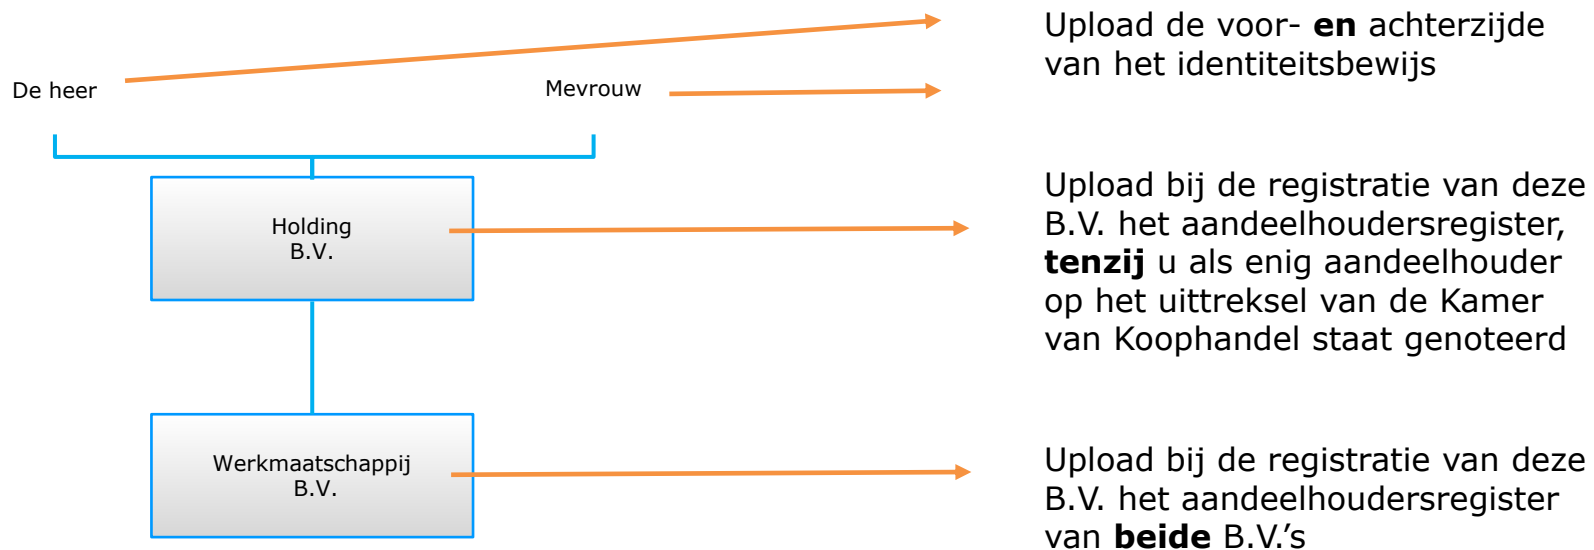 De heer
Mevrouw
Upload de voor- en achterzijde
van het identiteitsbewijs
Holding
B.V.
Upload bij de registratie van deze
B.V. het aandeelhoudersregister,
tenzij u als enig aandeelhouder
op het uittreksel van de Kamer
van Koophandel staat genoteerd
Werkmaatschappij
B.V.
Upload bij de registratie van deze
B.V. het aandeelhoudersregister
van beide B.V.’s